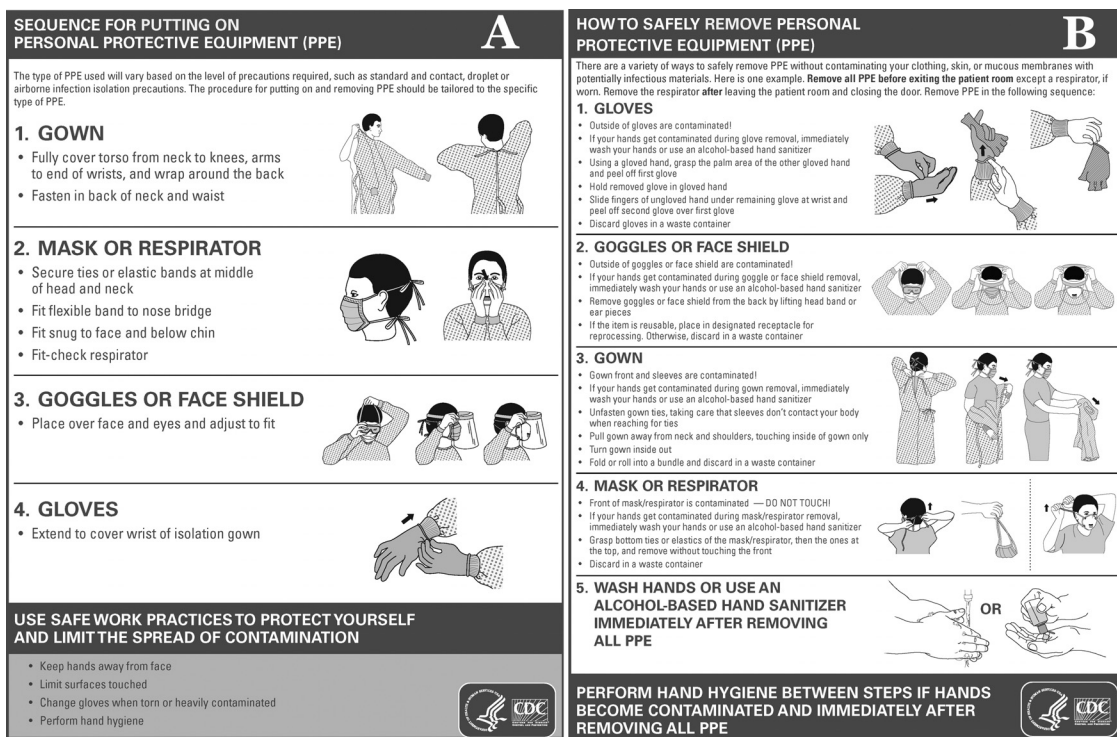 SEQUENCE FOR PUTTING ON
PERSONAL PROTECTIVE EQUIPMENT (PPE)
A
The type of PPE used will vary based on the level of precautions required, such as standard and contact, droplet or
airborne infection isolation precautions. The procedure for putting on and removing PPE should be tailored to the specific
type of PPE.
1. GOWN
• Fully cover torso from neck to knees, arms
to end of wrists, and wrap around the back
• Fasten in back of neck and waist
2. MASK OR RESPIRATOR
• Secure ties or elastic bands at middle
of head and neck
• Fit flexible band to nose bridge
• Fit snug to face and below chin
• Fit-check respirator
3. GOGGLES OR FACE SHIELD
• Place over face and eyes and adjust to fit
4. GLOVES
• Extend to cover wrist of isolation gown
USE SAFE WORK PRACTICES TO PROTECT YOURSELF
AND LIMIT THE SPREAD OF CONTAMINATION
• Keep hands away from face
• Limit surfaces touched
• Change gloves when torn or heavily contaminated
• Perform hand hygiene
CDC
HOW TO SAFELY REMOVE PERSONAL
PROTECTIVE EQUIPMENT (PPE)
B
There are a variety of ways to safely remove PPE without contaminating your clothing, skin, or mucous membranes with
potentially infectious materials. Here is one example. Remove all PPE before exiting the patient room except a respirator, if
worn. Remove the respirator after leaving the patient room and closing the door. Remove PPE in the following sequence:
1. GLOVES
• Outside of gloves are contaminated!
• If your hands get contaminated during glove removal, immediately
wash your hands or use an alcohol-based hand sanitizer
• Using a gloved hand, grasp the palm area of the other gloved hand
and peel off first glove
• Hold removed glove in gloved hand
• Slide fingers of ungloved hand under remaining glove at wrist and
peel off second glove over first glove
• Discard gloves in a waste container
2. GOGGLES OR FACE SHIELD
• Outside of goggles or face shield are contaminated!
• If your hands get contaminated during goggle or face shield removal,
immediately wash your hands or use an alcohol-based hand sanitizer
• Remove goggles or face shield from the back by lifting head band or
ear pieces
• If the item is reusable, place in designated receptacle for
reprocessing. Otherwise, discard in a waste container
3. GOWN
• Gown front and sleeves are contaminated!
• If your hands get contaminated during gown removal, immediately
wash your hands or use an alcohol-based hand sanitizer
• Unfasten gown ties, taking care that sleeves don't contact your body
when reaching for ties
• Pull gown away from neck and shoulders, touching inside of gown only
• Turn gown inside out
• Fold or roll into a bundle and discard in a waste container
4. MASK OR RESPIRATOR
• Front of mask/respirator is contaminated — DO NOT TOUCH!
• If your hands get contaminated during mask/respirator removal,
immediately wash your hands or use an alcohol-based hand sanitizer
• Grasp bottom ties or elastics of the mask/respirator, then the ones at
the top, and remove without touching the front
• Discard in a waste container
5. WASH HANDS OR USE AN
ALCOHOL-BASED HAND SANITIZER
IMMEDIATELY AFTER REMOVING
ALL PPE
OR
PERFORM HAND HYGIENE BETWEEN STEPS IF HANDS
BECOME CONTAMINATED AND IMMEDIATELY AFTER
REMOVING ALL PPE
CDC